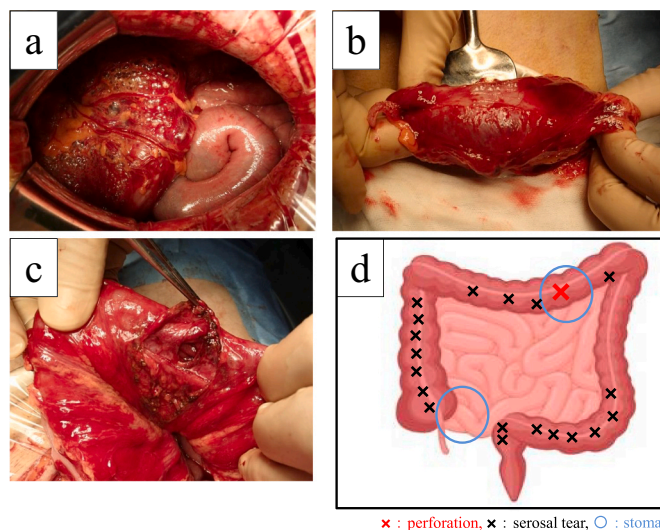 a
b
c
d
× : perforation, × : serosal tear, ○ : stoma